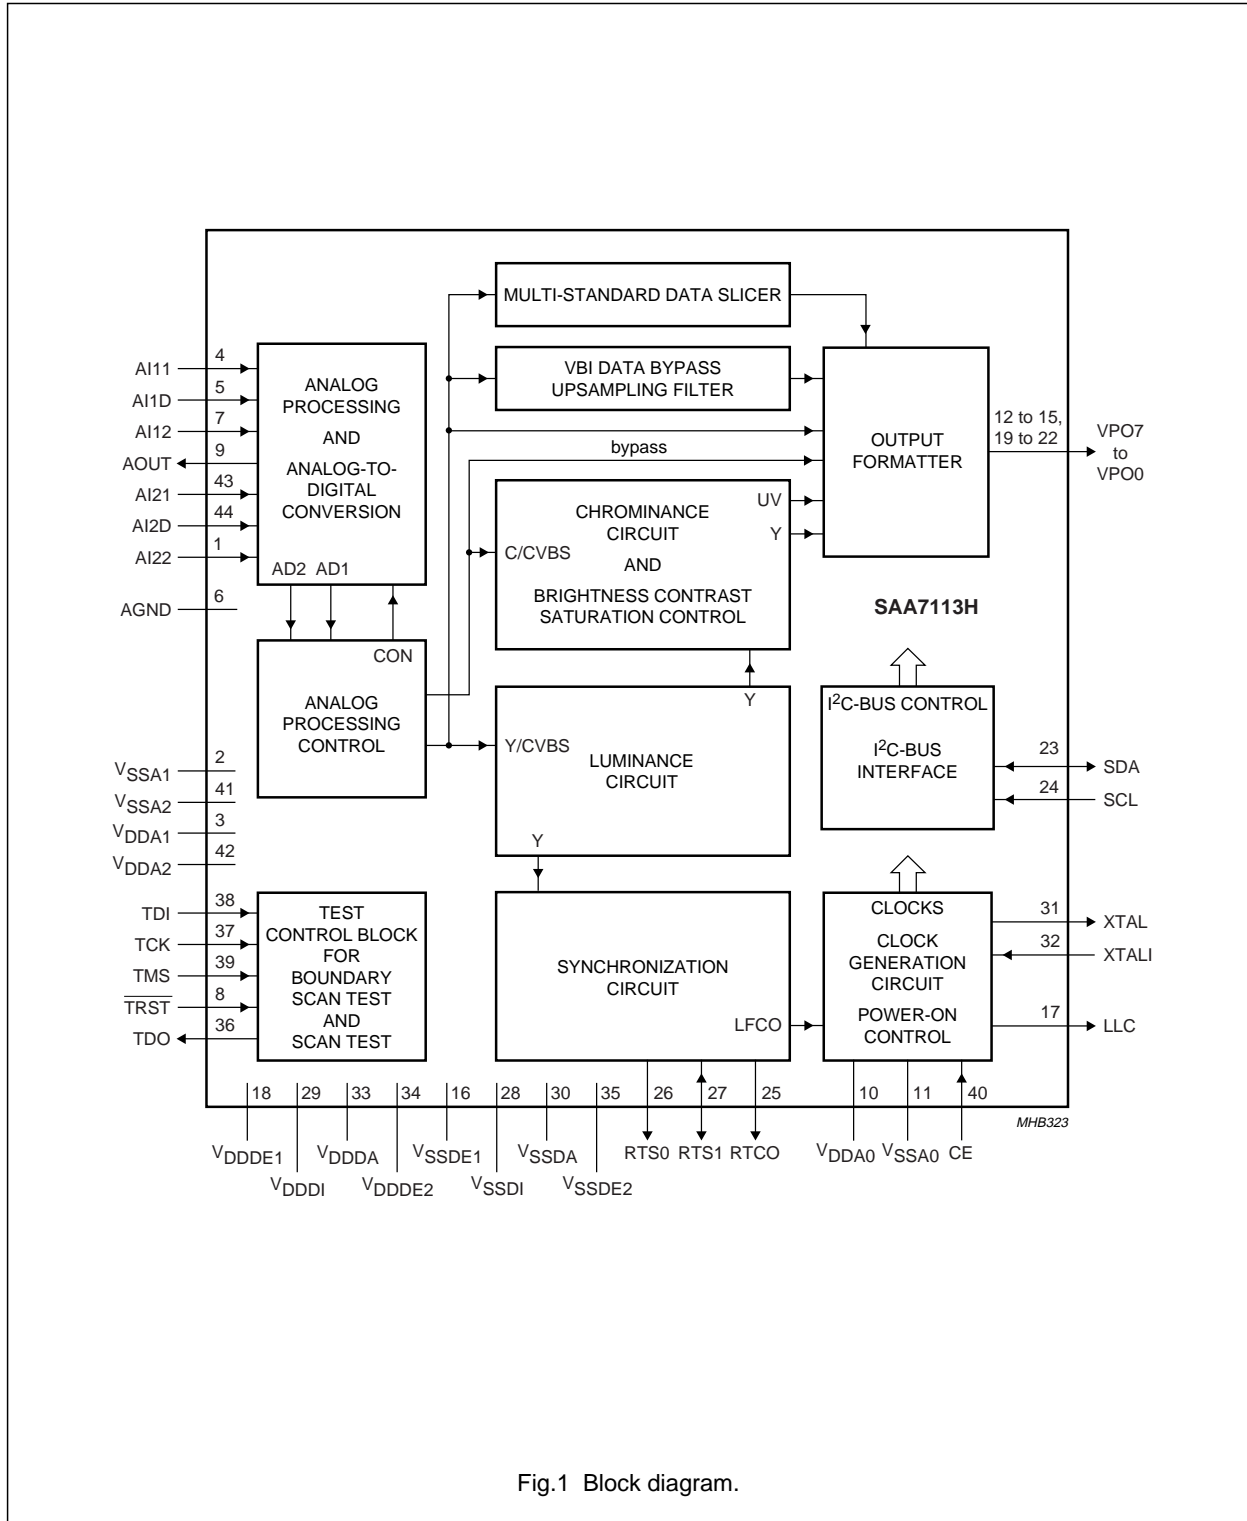 MULTI-STANDARD DATA SLICER
VBI DATA BYPASS
UPSAMPLING FILTER
bypass
AI11
4
AI1D
5
AI12
7
AOUT
9
AI21
43
AI2D
44
AI22
1
AGND
6
ANALOG
PROCESSING
AND
ANALOG-TO-
DIGITAL
CONVERSION
AD2 AD1
CON
ANALOG
PROCESSING
CONTROL
CHROMINANCE
CIRCUIT
AND
BRIGHTNESS CONTRAST
SATURATION CONTROL
C/CVBS
UV
Y
Y
OUTPUT
FORMATTER
12 to 15,
19 to 22
VPO7
to
VPO0
SAA7113H
Y/CVBS
LUMINANCE
CIRCUIT
Y
I2C-BUS CONTROL
I2C-BUS
INTERFACE
23
SDA
24
SCL
VSSA1
2
VSSA2
41
VDDA1
3
VDDA2
42
TDI
38
TCK
37
TMS
39
TRST
8
TDO
36
TEST
CONTROL BLOCK
FOR
BOUNDARY
SCAN TEST
AND
SCAN TEST
SYNCHRONIZATION
CIRCUIT
LFCO
CLOCKS
CLOCK
GENERATION
CIRCUIT
POWER-ON
CONTROL
31
XTAL
32
XTALI
17
LLC
18 29 33 34 16 28 30 35 26 27 25 10 11 40
MHB323
VDDDE1 VDDDA VSSDE1 VSSDA RTS0 RTS1 RTCO VDDA0 VSSA0 CE
VDDDI VDDDE2 VSSDI VSSDE2
Fig.1 Block diagram.